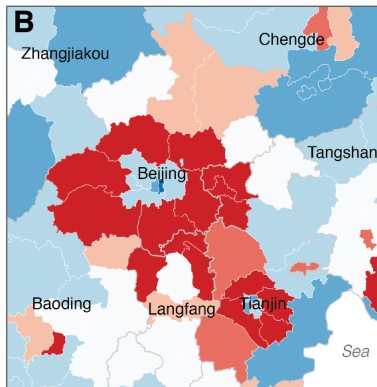 B
Chengde
Zhangjiakou
Tangshan
Beijing
Baoding
Langfang
Tianjin
Sea